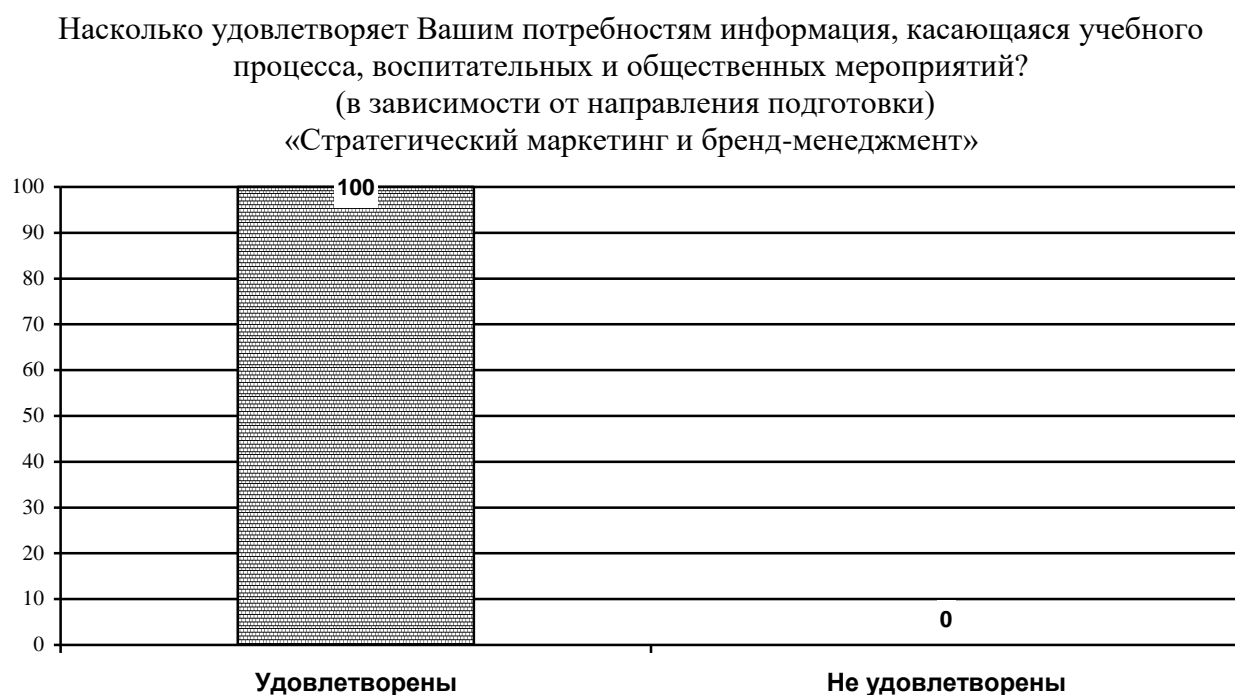 Насколько удовлетворяет Вашим потребностям информация, касающаяся учебного
процесса, воспитательных и общественных мероприятий?
(в зависимости от направления подготовки)
«Стратегический маркетинг и бренд-менеджмент»
100
90
80
70
60
50
40
30
20
10
0
100
0
Удовлетворены
Не удовлетворены